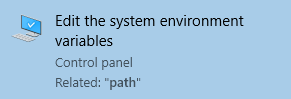 Edit the system environment
variables
Control panel
Related: "path"